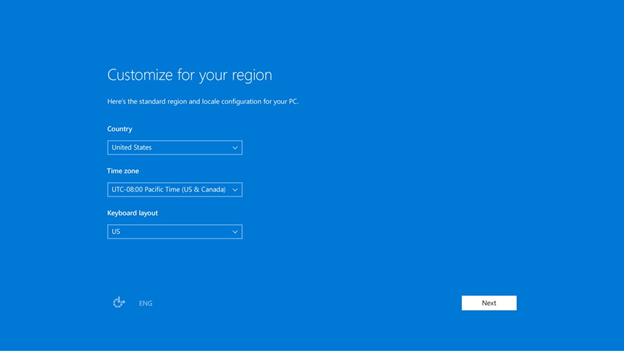 Customize for your region
Here's the standard region and locale configuration for your PC.
Country
United States
Time zone
UTC-08:00 Pacific Time (US & Canada)
Keyboard layout
US
ENG
Next